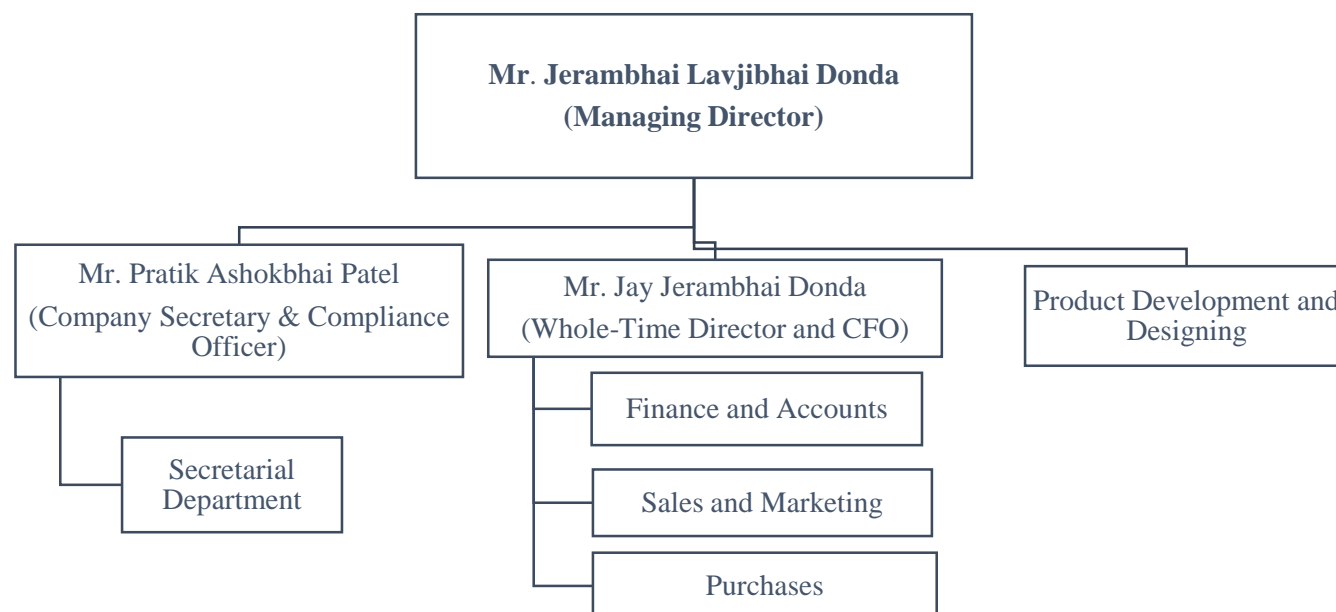 Mr. Jerambhai Lavjibhai Donda
(Managing Director)
Mr. Pratik Ashokbhai Patel
(Company Secretary & Compliance
Officer)
Mr. Jay Jerambhai Donda
(Whole-Time Director and CFO)
Product Development and
Designing
Finance and Accounts
Secretarial
Department
Sales and Marketing
Purchases